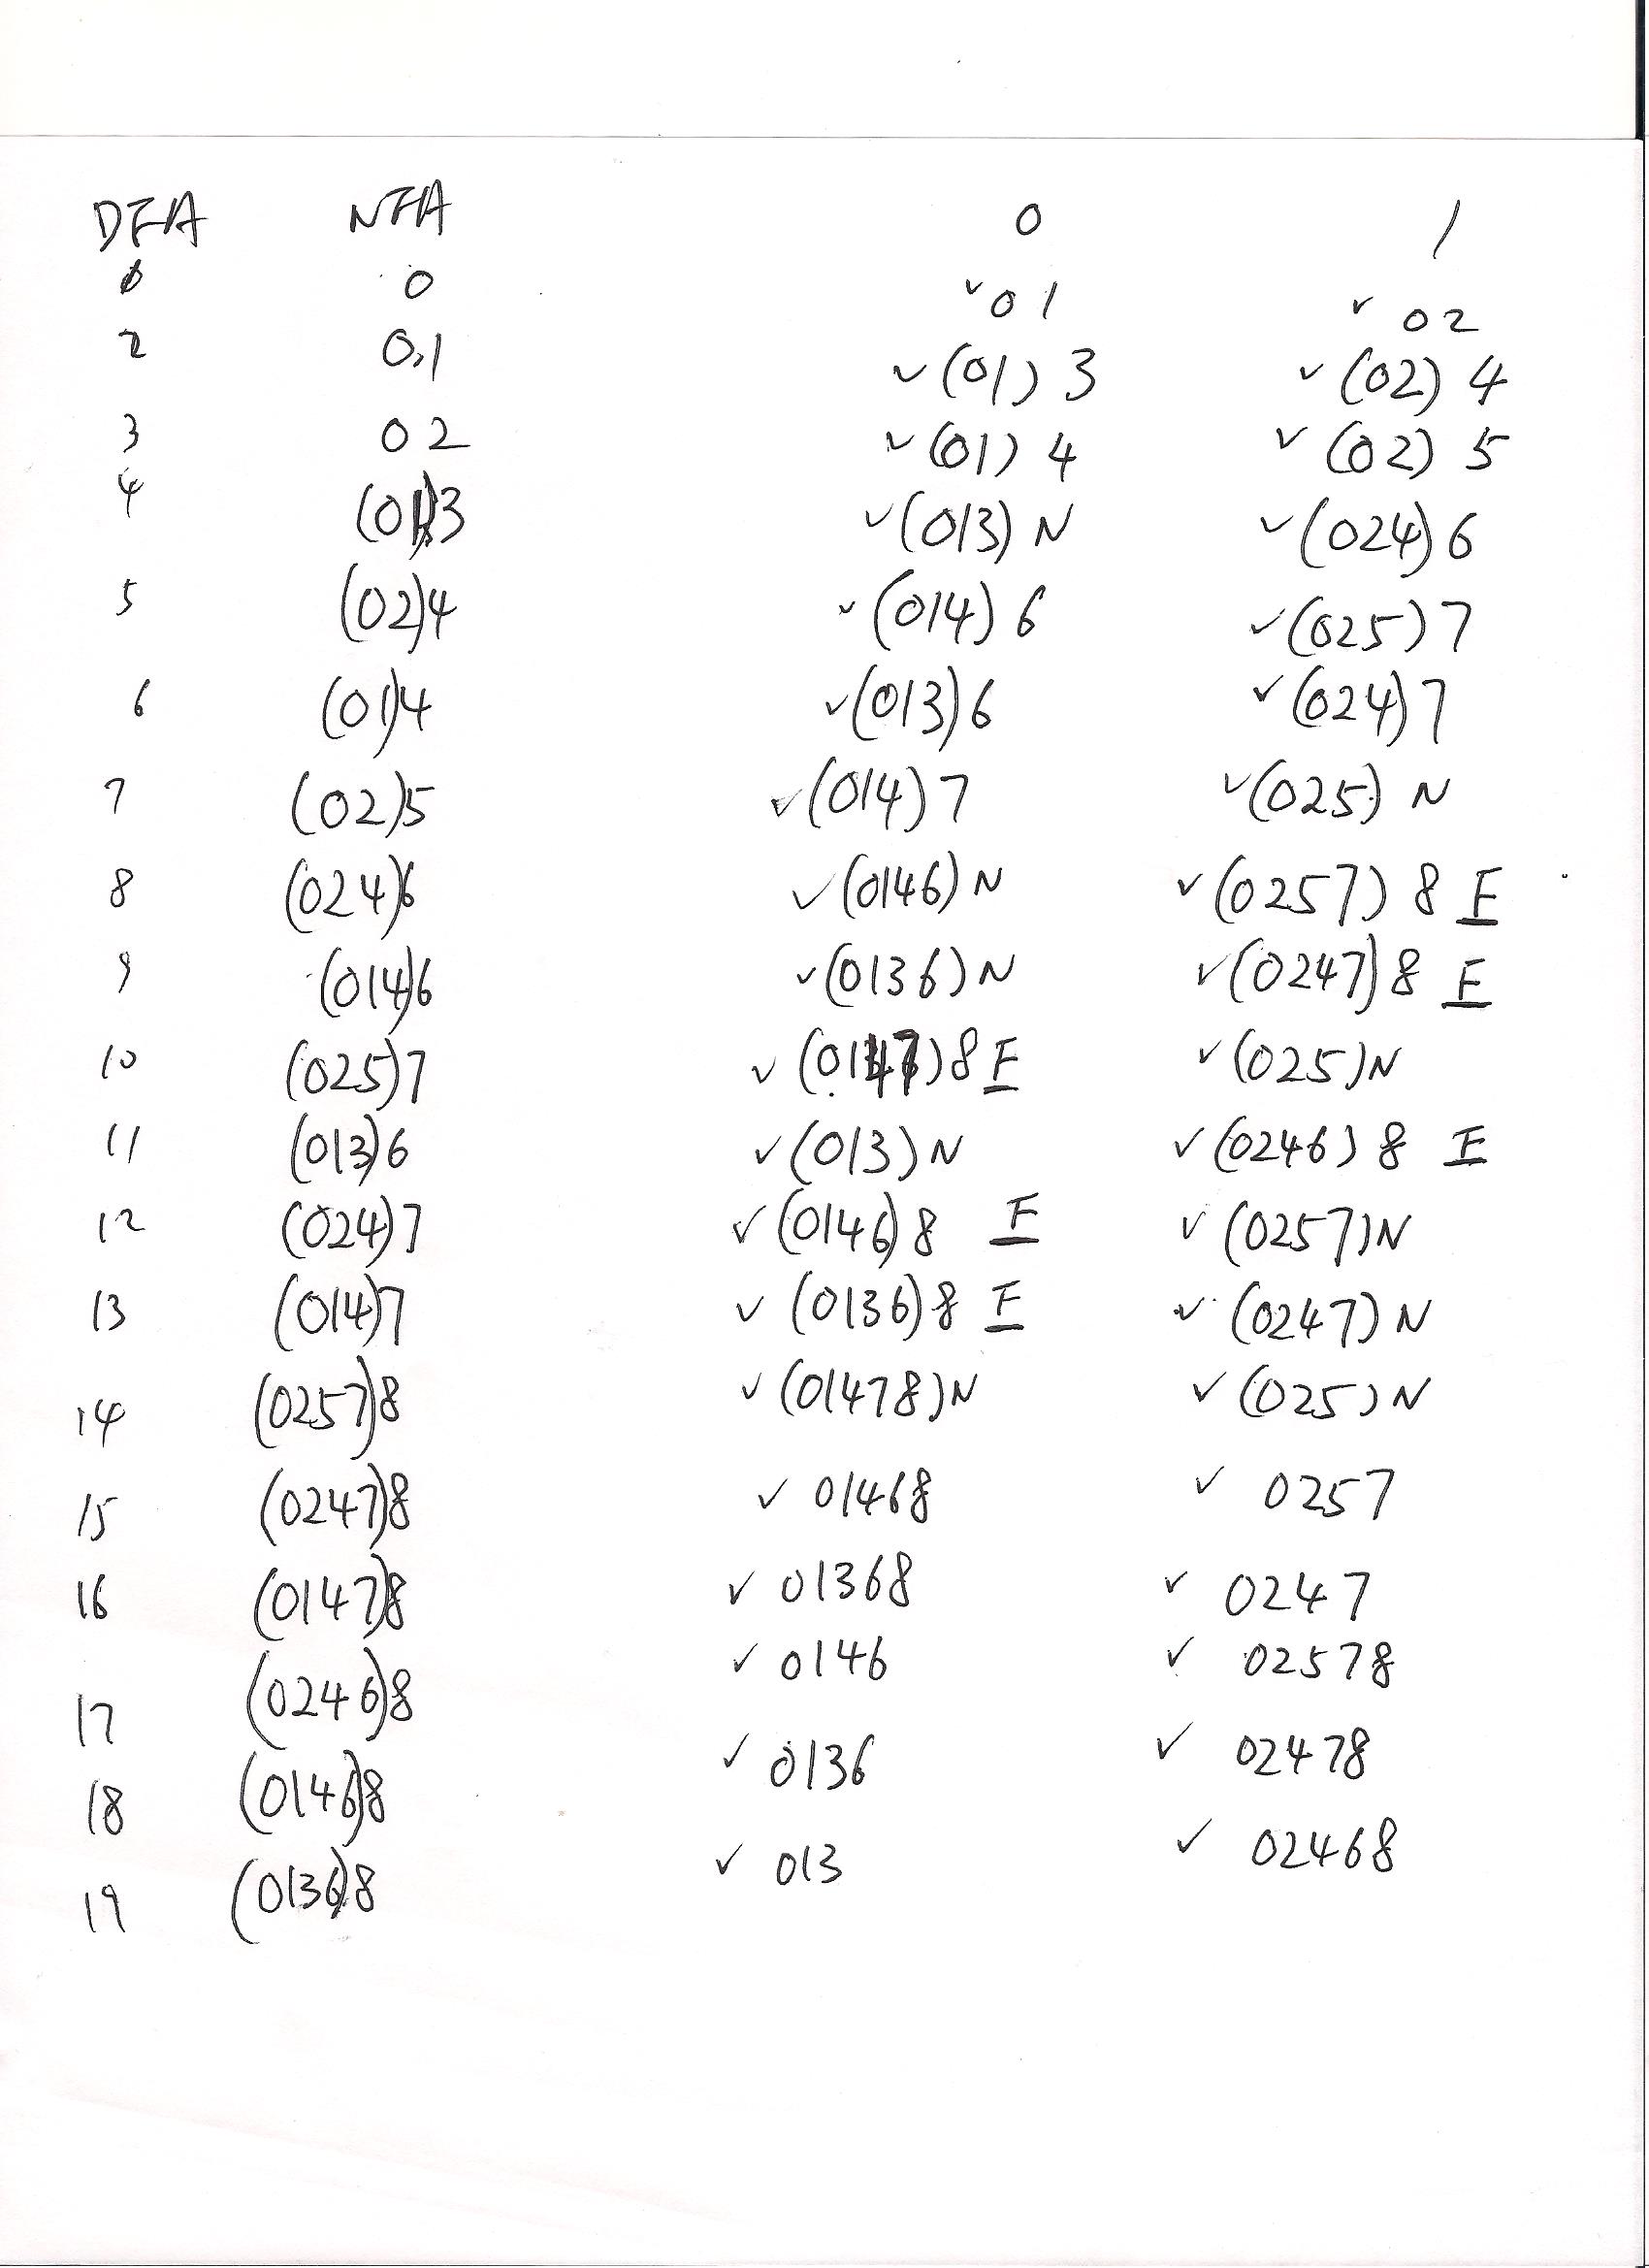 DFA NFA 0 1
0 0 ✓ 01 ✓ 02
2 0,1 ✓ (01) 3 ✓ (02) 4
3 02 ✓ (01) 4 ✓ (02) 5
4 (01)3 ✓ (013) N ✓ (024) 6
5 (02)4 ✓ (014) 6 ✓ (025) 7
6 (01)4 ✓ (013) 6 ✓ (024) 7
7 (02)5 ✓ (014) 7 ✓ (025) N
8 (024)6 ✓ (0146) N ✓ (0257) 8 F
9 (014)6 ✓ (0136) N ✓ (0247) 8 F
10 (025)7 ✓ (0147) 8 F ✓ (025) N
11 (013)6 ✓ (013) N ✓ (0246) 8 F
12 (024)7 ✓ (0146) 8 F ✓ (0257) N
13 (014)7 ✓ (0136) 8 F ✓ (0247) N
14 (0257)8 ✓ (01478) N ✓ (025) N
15 (0247)8 ✓ 01468 ✓ 0257
16 (0147)8 ✓ 01368 ✓ 0247
17 (0246)8 ✓ 0146 ✓ 02578
18 (0146)8 ✓ 0136 ✓ 02478
19 (0136)8 ✓ 013 ✓ 02468